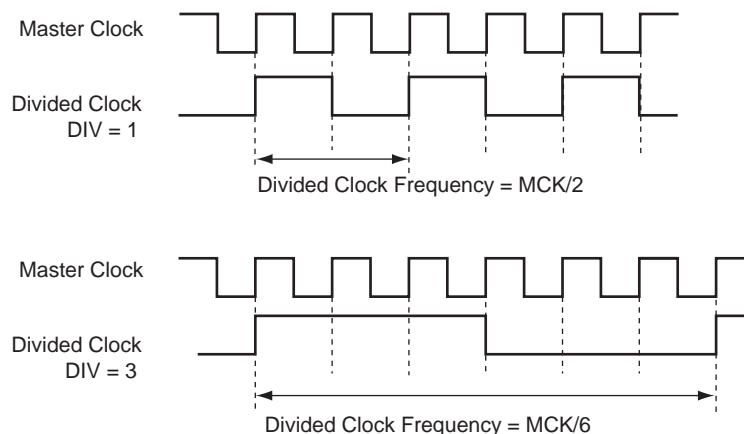 Master Clock
Divided Clock
DIV = 1
Divided Clock Frequency = MCK/2
Master Clock
Divided Clock
DIV = 3
Divided Clock Frequency = MCK/6